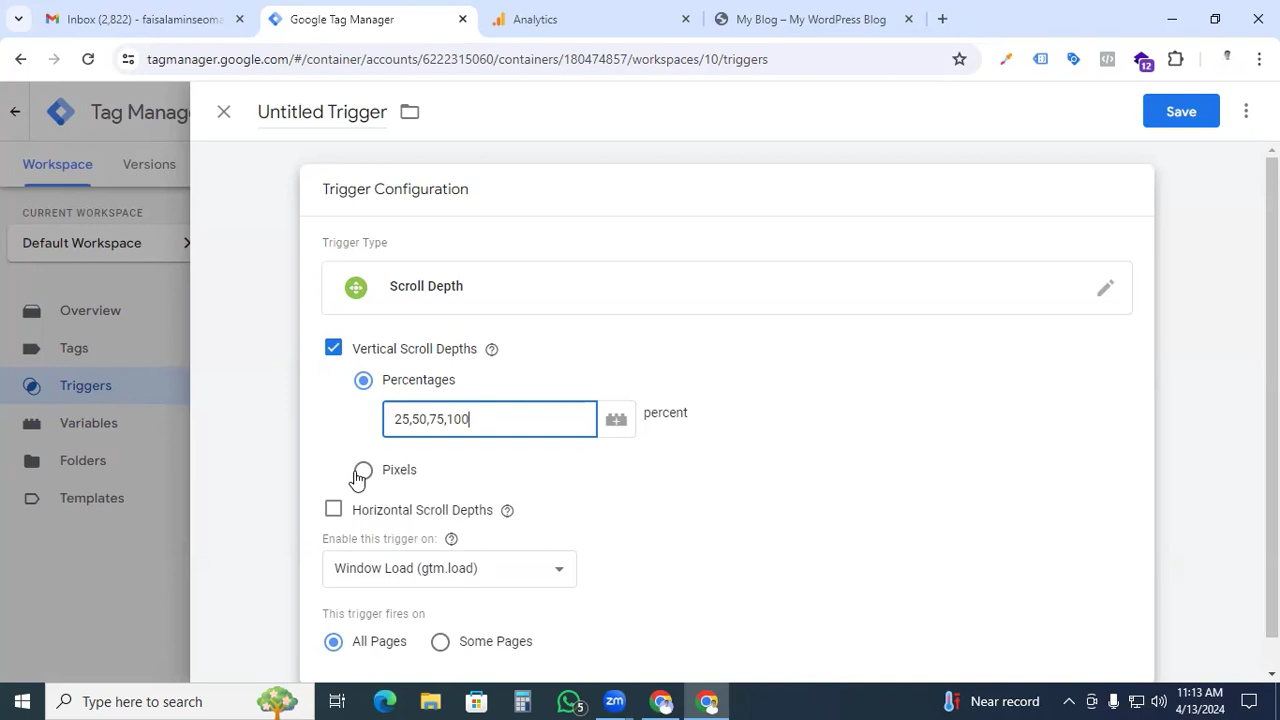 Inbox (2,822) - faisalaminseoma
Google Tag Manager
Analytics
My Blog – My WordPress Blog
tagmanager.google.com/#/container/accounts/6222315060/containers/180474857/workspaces/10/triggers
12
Tag Manag
Untitled Trigger
Save
Workspace
Versions
Trigger Configuration
CURRENT WORKSPACE
Default Workspace
Trigger Type
Scroll Depth
Overview
Tags
Triggers
Variables
Folders
Templates
Vertical Scroll Depths
Percentages
25,50,75,100
percent
Pixels
Horizontal Scroll Depths
Enable this trigger on:
Window Load (gtm.load)
This trigger fires on
All Pages
Some Pages
Type here to search
5
zm
Near record
11:13 AM
4/13/2024